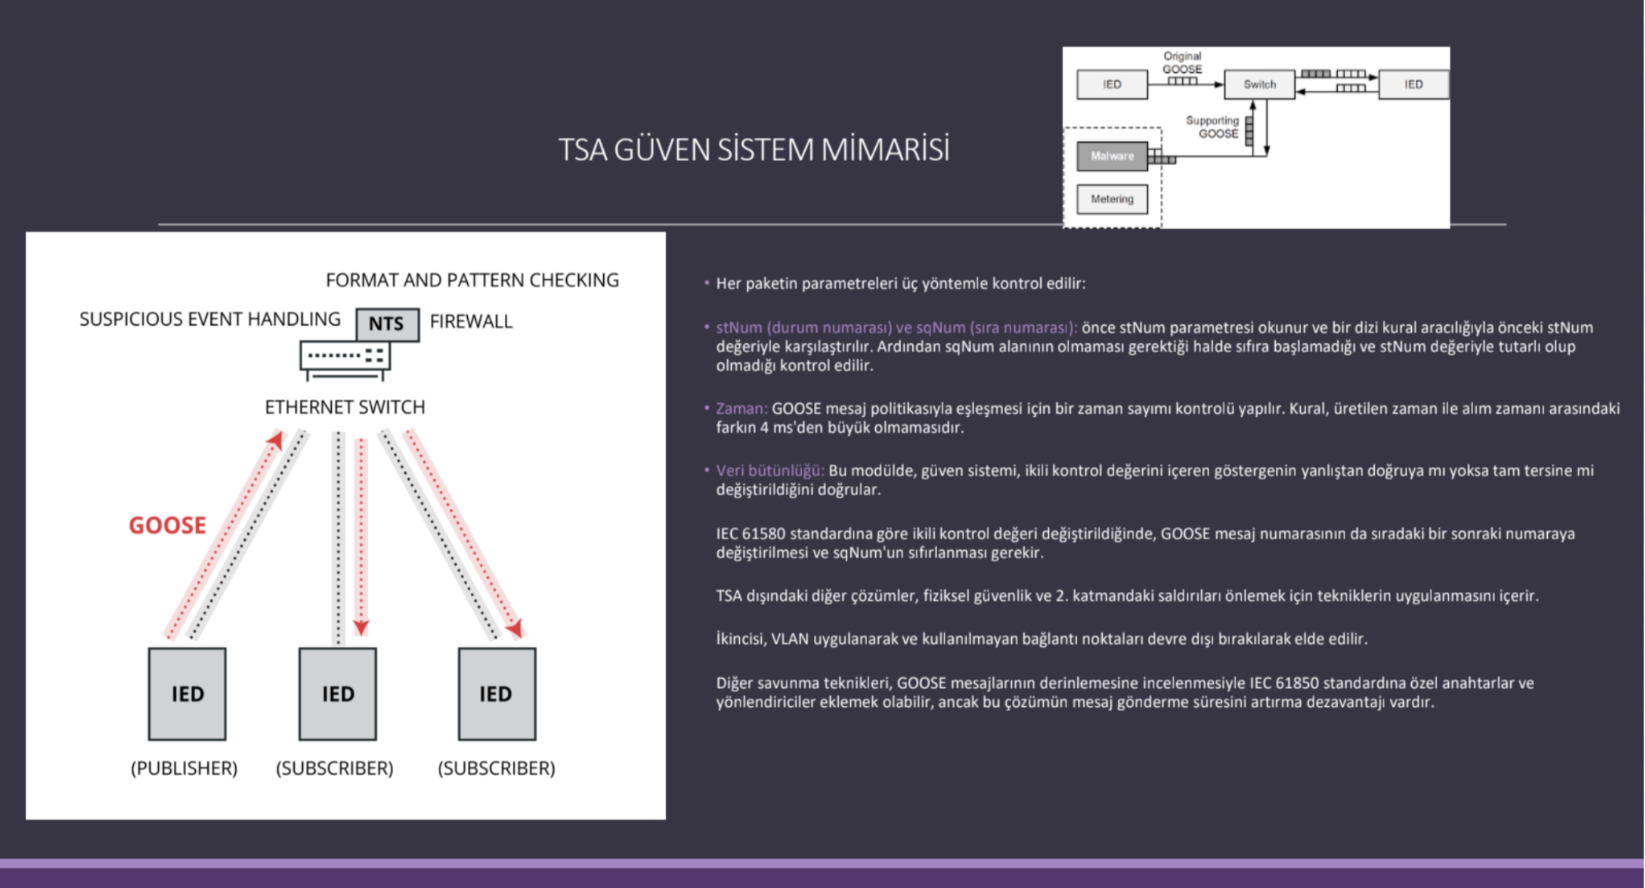 TSA GÜVEN SİSTEM MİMARİSİ
Original
GOOSE
IED
Switch
IED
Supporting
GOOSE
Malware
Metering
FORMAT AND PATTERN CHECKING
SUSPICIOUS EVENT HANDLING
NTS
FIREWALL
ETHERNET SWITCH
GOOSE
IED
IED
IED
(PUBLISHER)
(SUBSCRIBER)
(SUBSCRIBER)
• Her paketin parametreleri üç yöntemle kontrol edilir:
• stNum (durum numarası) ve sqNum (sıra numarası): önce stNum parametresi okunur ve bir dizi kural aracılığıyla önceki stNum
değeriyle karşılaştırılır. Ardından sqNum alanının olmaması gerektiği halde sıfıra başlamadığı ve stNum değeriyle tutarlı olup
olmadığı kontrol edilir.
• Zaman: GOOSE mesaj politikasıyla eşleşmesi için bir zaman sayımı kontrolü yapılır. Kural, üretilen zaman ile alım zamanı arasındaki
farkın 4 ms'den büyük olmamasıdır.
• Veri bütünlüğü: Bu modülde, güven sistemi, ikili kontrol değerini içeren göstergenin yanlıştan doğruya mı yoksa tam tersine mi
değiştirildiğini doğrular.
IEC 61580 standardına göre ikili kontrol değeri değiştirildiğinde, GOOSE mesaj numarasının da sıradaki bir sonraki numaraya
değiştirilmesi ve sqNum'un sıfırlanması gerekir.
TSA dışındaki diğer çözümler, fiziksel güvenlik ve 2. katmandaki saldırıları önlemek için tekniklerin uygulanmasını içerir.
İkincisi, VLAN uygulanarak ve kullanılmayan bağlantı noktaları devre dışı bırakılarak elde edilir.
Diğer savunma teknikleri, GOOSE mesajlarının derinlemesine incelenmesiyle IEC 61850 standardına özel anahtarlar ve
yönlendiriciler eklemek olabilir, ancak bu çözümün mesaj gönderme süresini artırma dezavantajı vardır.